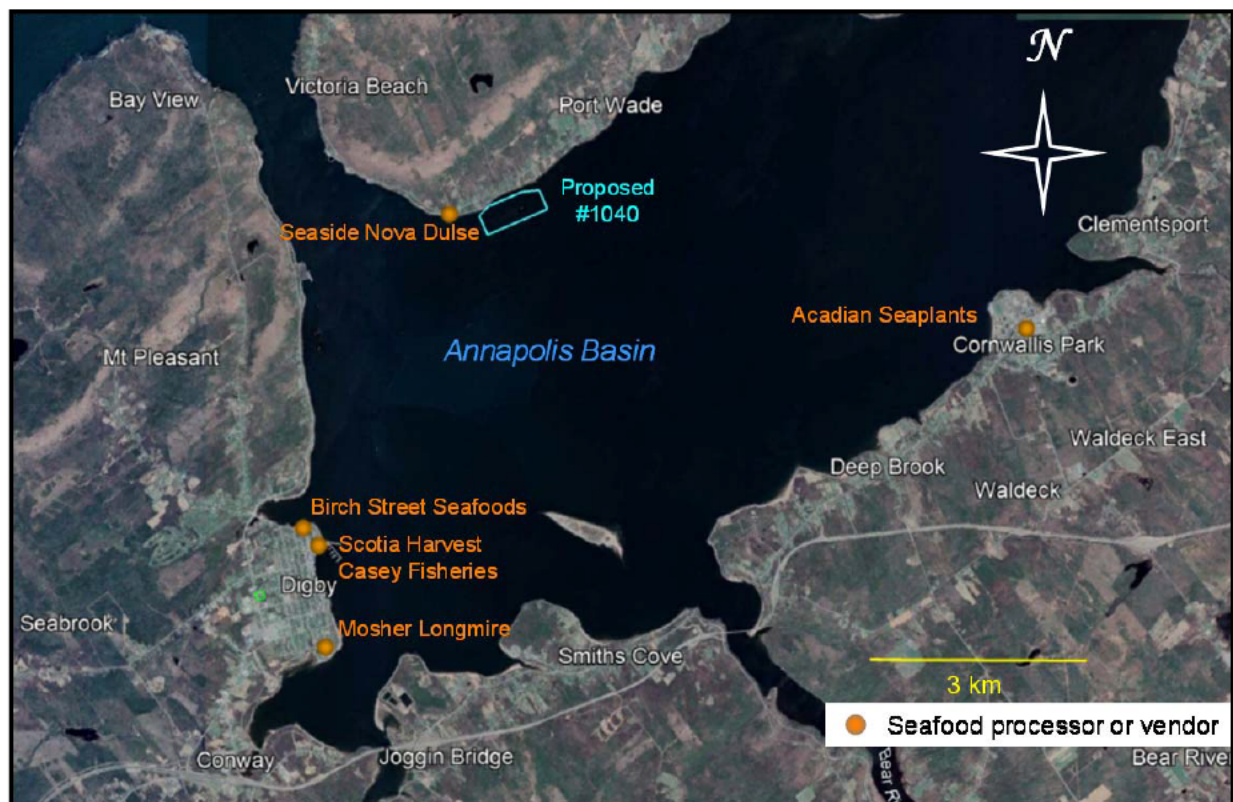 N
Victoria Beach
Bay View
Port Wade
Proposed
#1040
Seaside Nova Dulse
Clementsport
Acadian Seaplants
Cornwallis Park
Annapolis Basin
Mt Pleasant
Waldeck East
Deep Brook
Waldeck
Birch Street Seafoods
Scotia Harvest
Casey Fisheries
Digby
Seabrook
Mosher Longmire
Smiths Cove
3 km
Seafood processor or vendor
Conway
Joggin Bridge
Bear Ri
Bear River